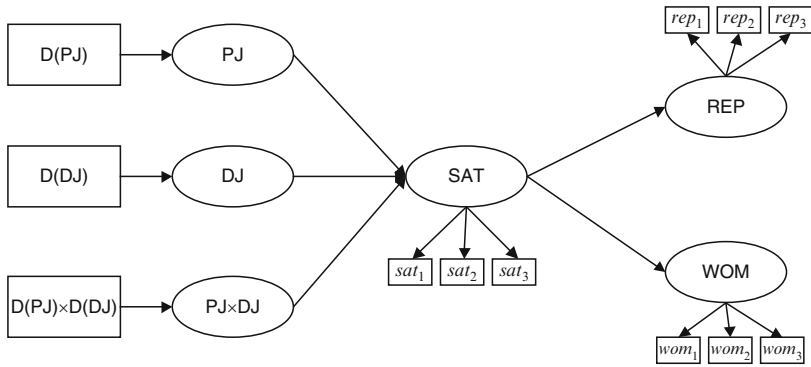 rep₁ rep₂ rep₃
D(PJ) PJ REP
D(DJ) DJ SAT
sat₁ sat₂ sat₃
D(PJ)×D(DJ) PJ×DJ WOM
wom₁ wom₂ wom₃